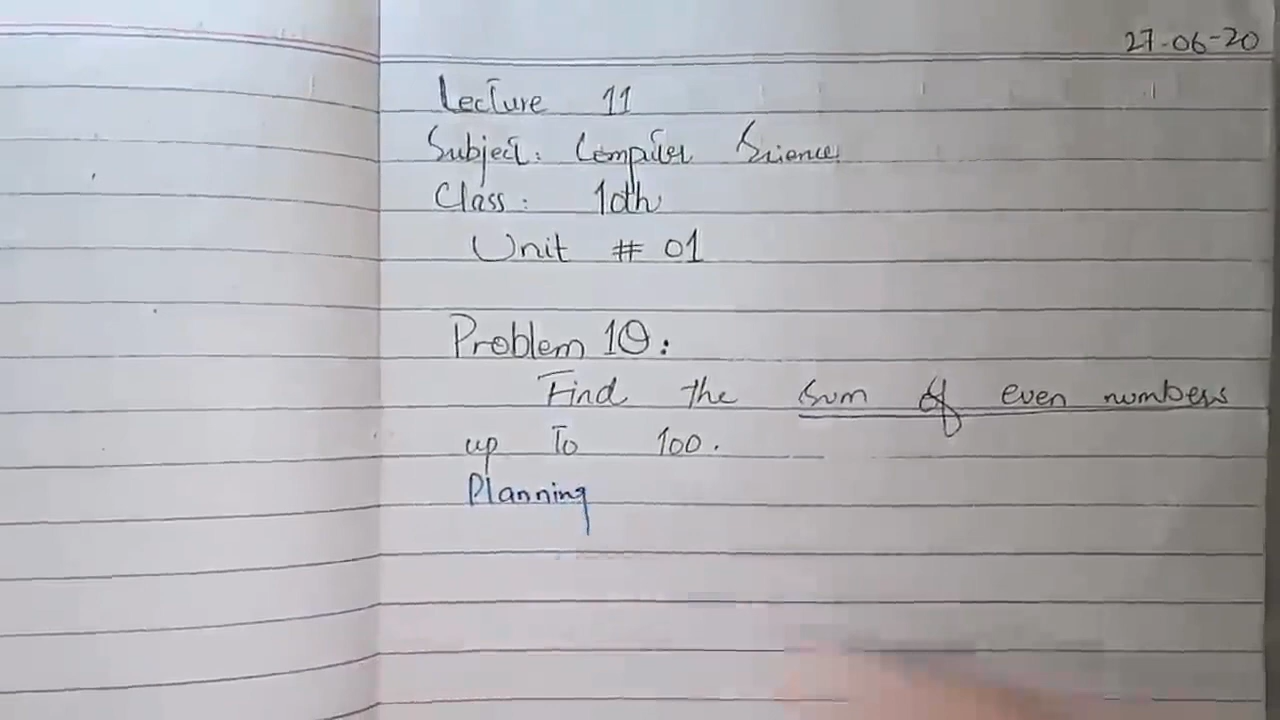 27-06-20
Lecture 11
Subject: Computer Science
Class: 10th
Unit # 01
Problem 10:
Find the sum of even numbers
up to 100.
Planning